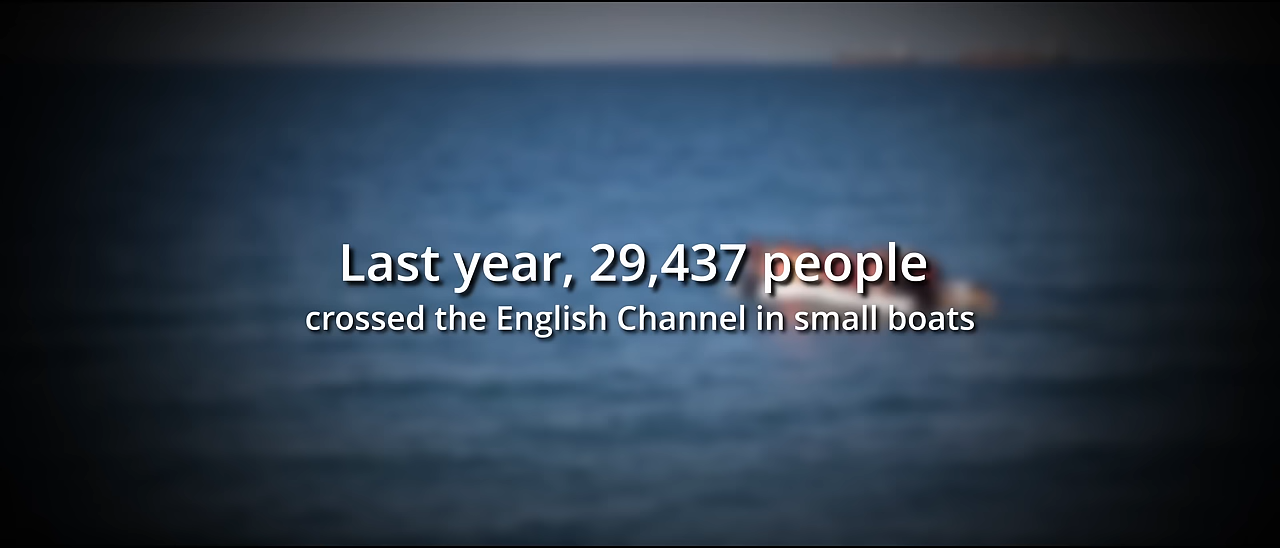 Last year, 29,437 people
crossed the English Channel in small boats